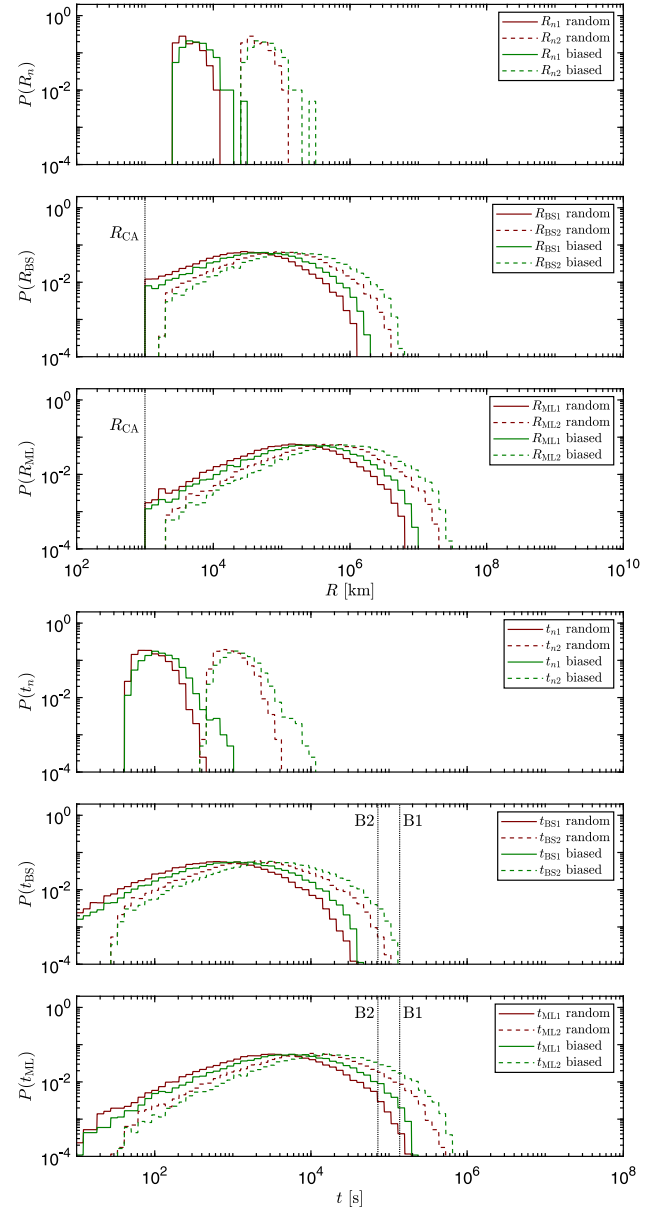 10^0
10^-2
10^-4
P(R_n)
R_n1 random
R_n2 random
R_n1 biased
R_n2 biased
10^0
10^-2
10^-4
P(R_BS)
R_CA
R_BS1 random
R_BS2 random
R_BS1 biased
R_BS2 biased
10^0
10^-2
10^-4
P(R_ML)
R_CA
R_ML1 random
R_ML2 random
R_ML1 biased
R_ML2 biased
10^2 10^4 10^6 10^8 10^10
R [km]
10^0
10^-2
10^-4
P(t_n)
t_n1 random
t_n2 random
t_n1 biased
t_n2 biased
10^0
10^-2
10^-4
P(t_BS)
B2 B1
t_BS1 random
t_BS2 random
t_BS1 biased
t_BS2 biased
10^0
10^-2
10^-4
P(t_ML)
B2 B1
t_ML1 random
t_ML2 random
t_ML1 biased
t_ML2 biased
10^2 10^4 10^6 10^8
t [s]